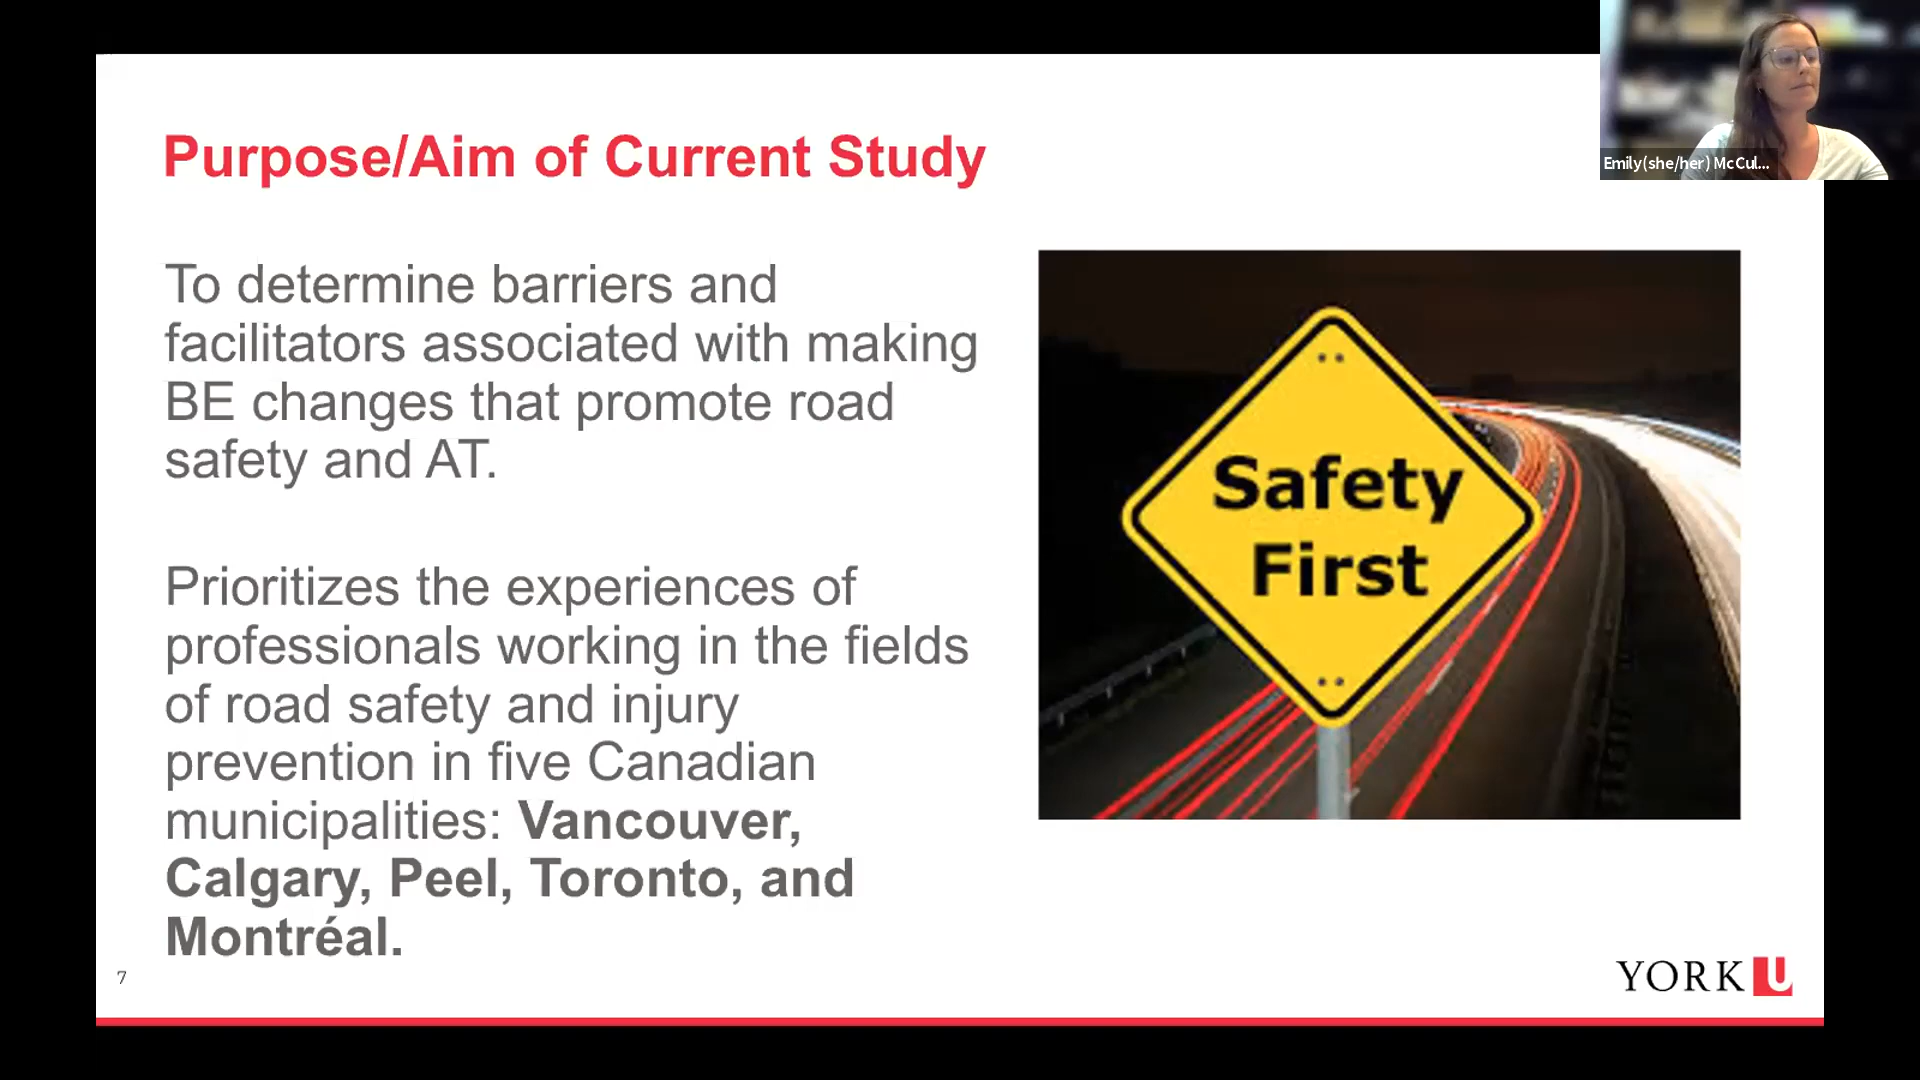 Purpose/Aim of Current Study
To determine barriers and
facilitators associated with making
BE changes that promote road
safety and AT.
Prioritizes the experiences of
professionals working in the fields
of road safety and injury
prevention in five Canadian
municipalities: Vancouver,
Calgary, Peel, Toronto, and
Montréal.
Safety
First
Emily(she/her) McCul...
7
YORK U